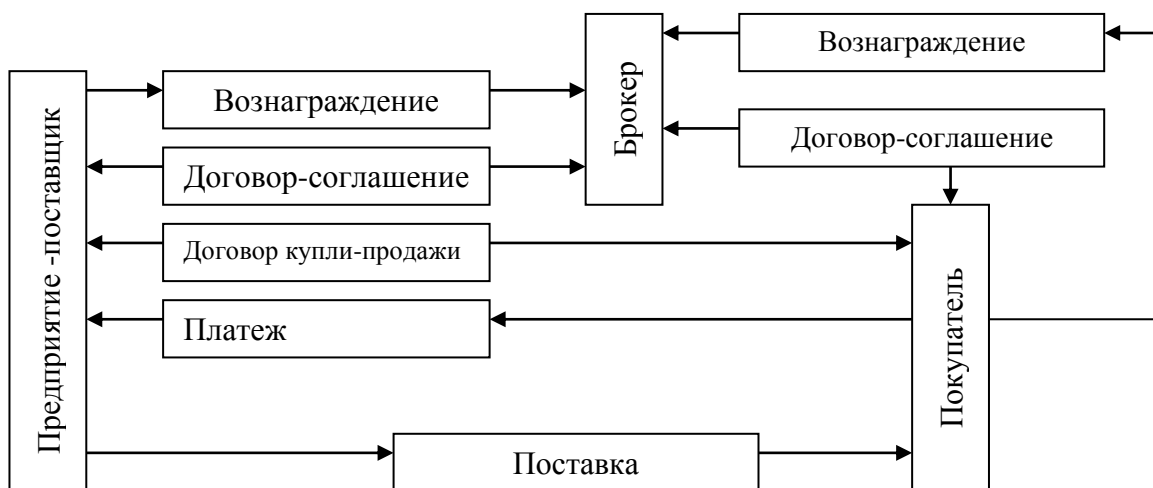 Вознаграждение
Вознаграждение
Договор-соглашение
Договор-соглашение
Договор купли-продажи
Платеж
Поставка
Предприятие -поставщик
Брокер
Покупатель